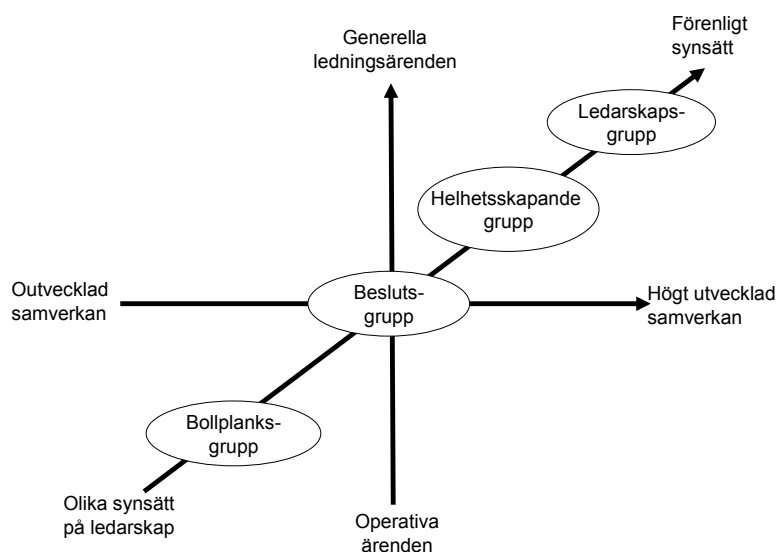 Generella
ledningsärenden
Förenligt
synsätt
Ledarskaps-
grupp
Helhetsskapande
grupp
Outvecklad
samverkan
Besluts-
grupp
Högt utvecklad
samverkan
Bollplanks-
grupp
Olika synsätt
på ledarskap
Operativa
ärenden